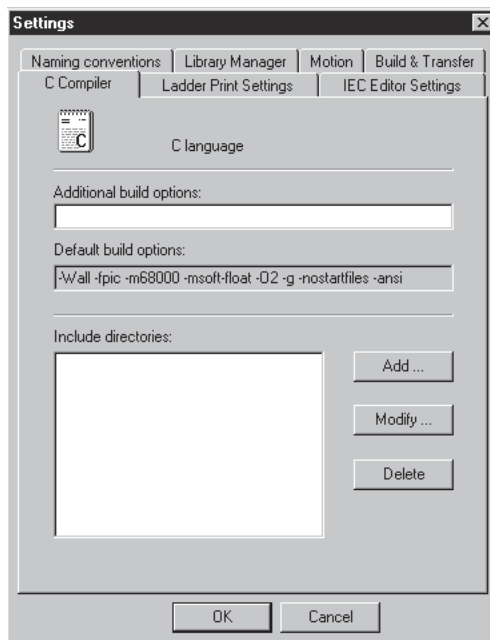 Settings
Naming conventions Library Manager Motion Build & Transfer
C Compiler Ladder Print Settings IEC Editor Settings
C
C language
Additional build options:
Default build options:
-Wall -fpic -m68000 -msoft-float -O2 -g -nostartfiles -ansi
Include directories:
Add ...
Modify ...
Delete
OK Cancel